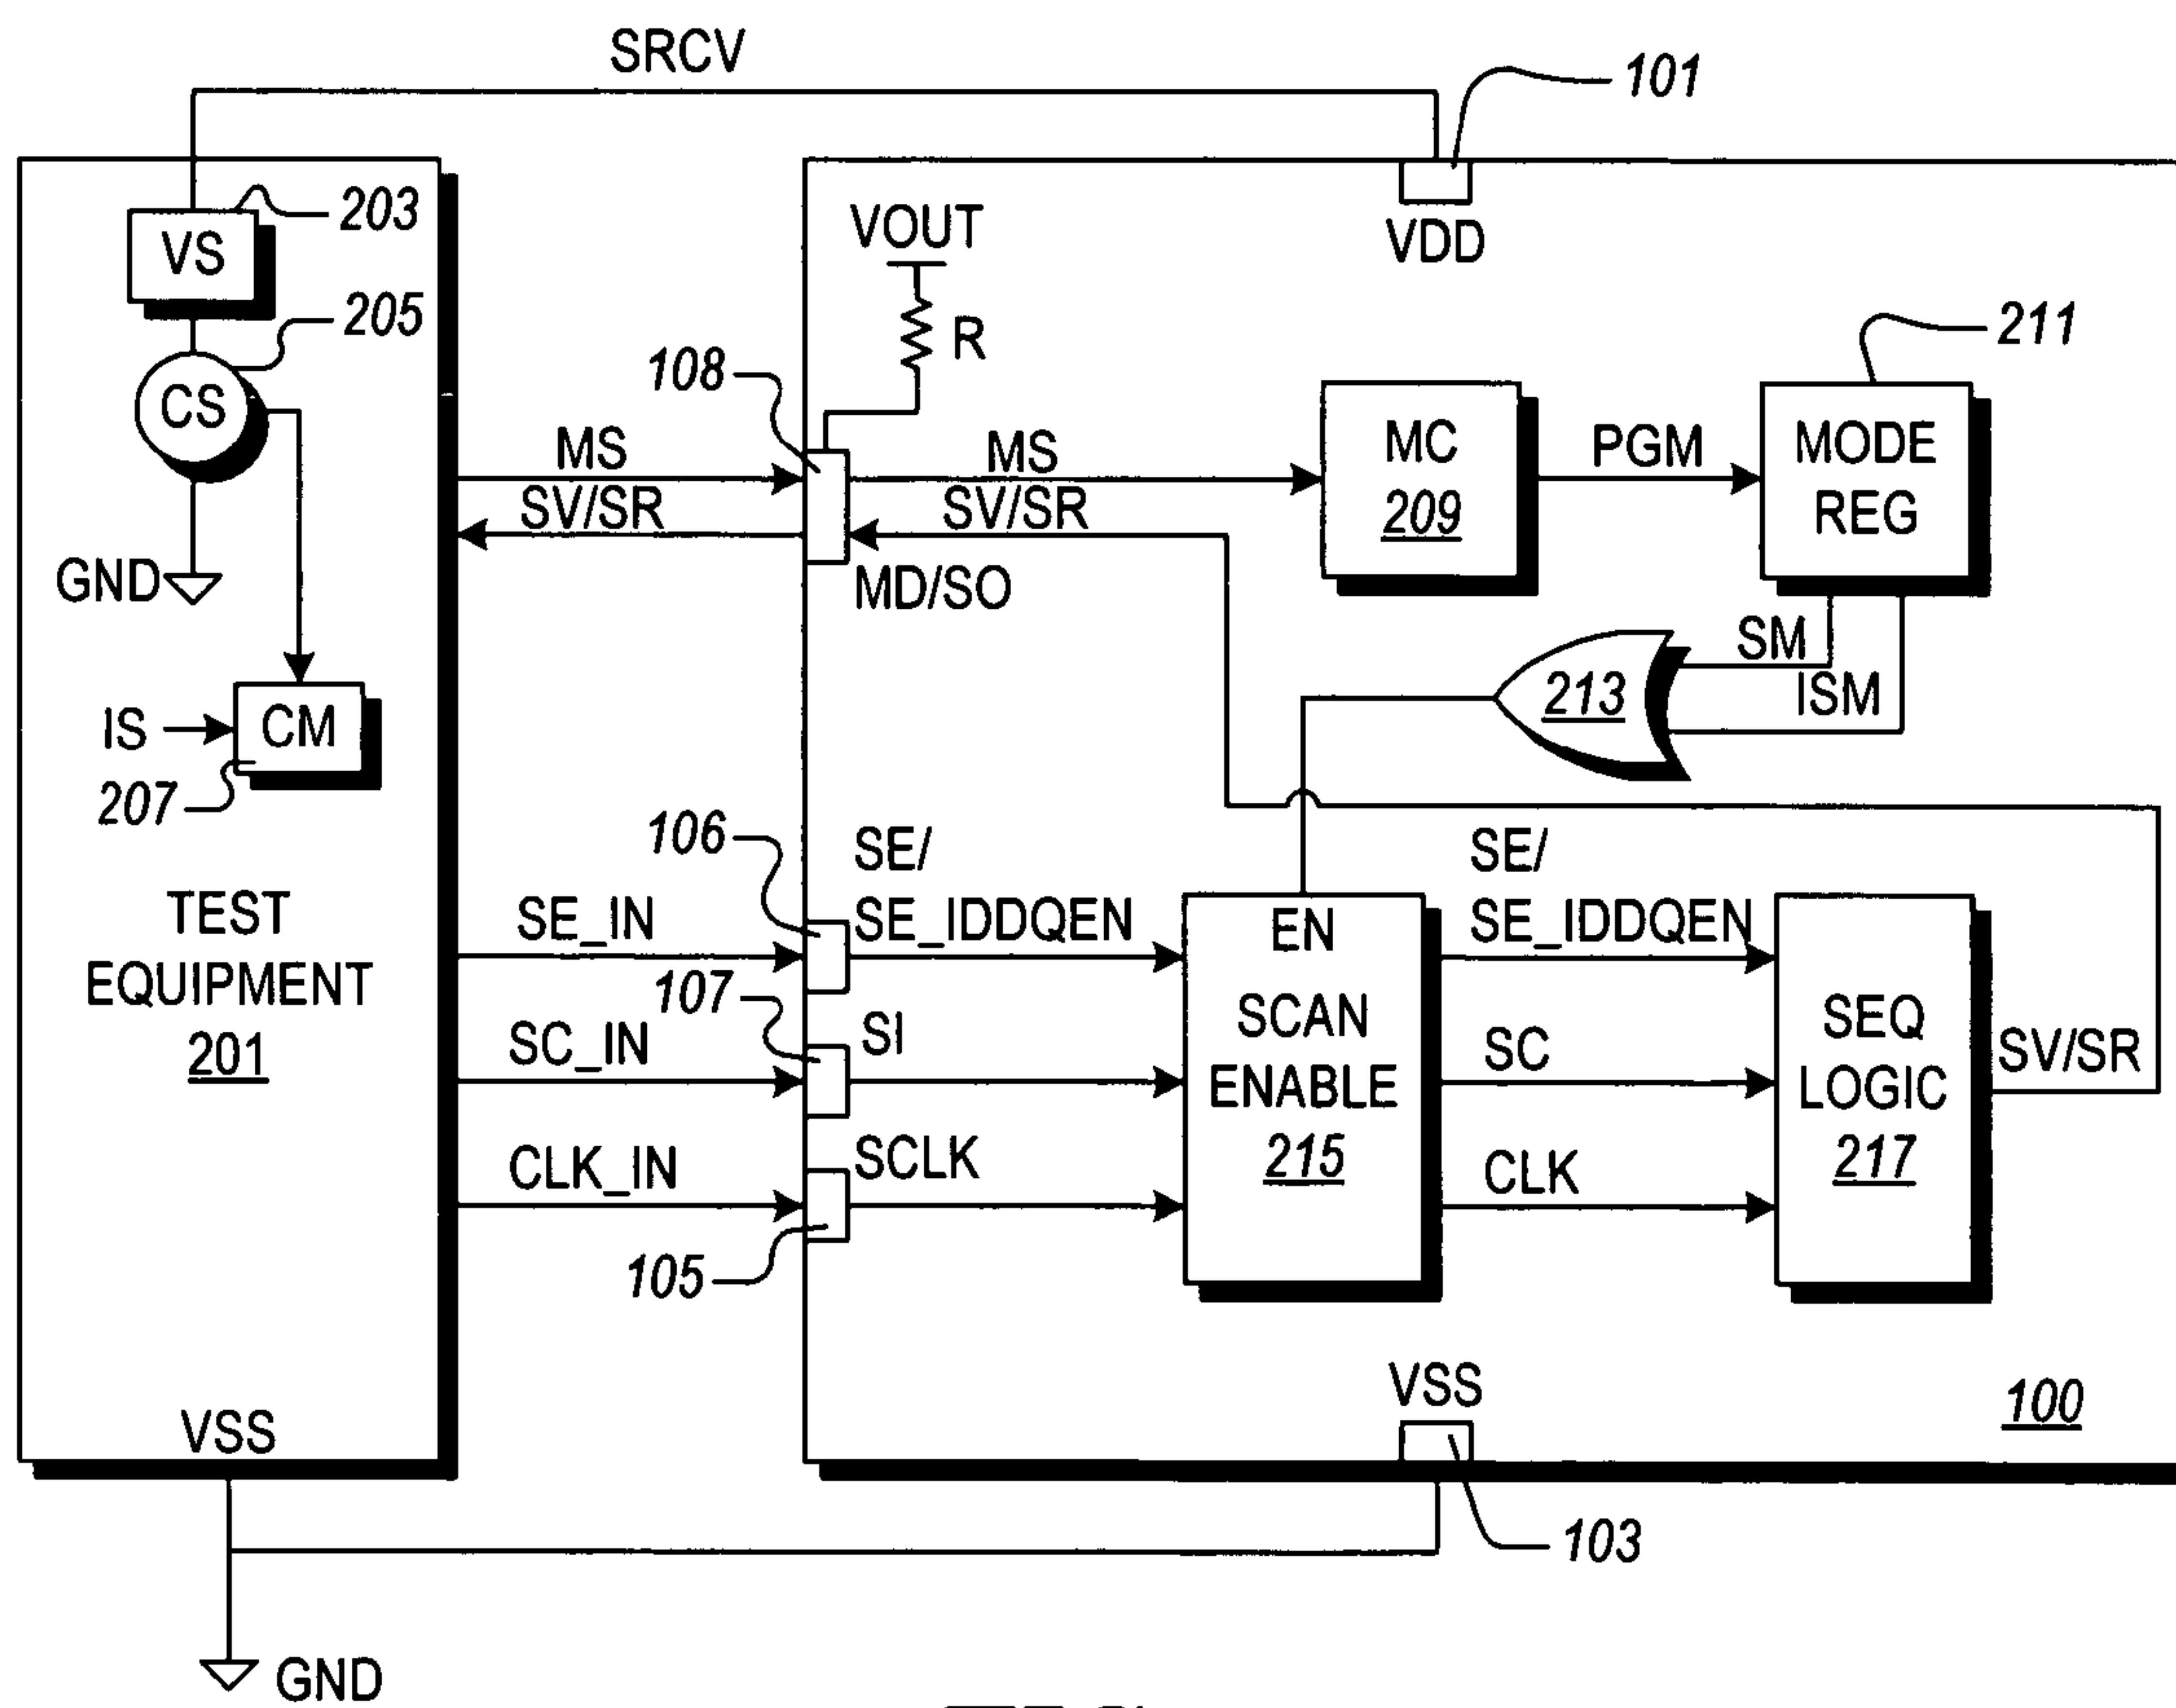 SRCV
101
203
VS
205
CS
GND
IS
CM
207
TEST
EQUIPMENT
201
VSS
GND
MS
SV/SR
SE_IN
SC_IN
CLK_IN
108
106
107
105
VOUT
R
VDD
MS
SV/SR
MD/SO
MC
209
PGM
211
MODE
REG
SM
ISM
213
SE/
SE_IDDQEN
SI
SCLK
EN
SCAN
ENABLE
215
SE/
SE_IDDQEN
SC
CLK
SEQ
LOGIC
217
SV/SR
VSS
100
103